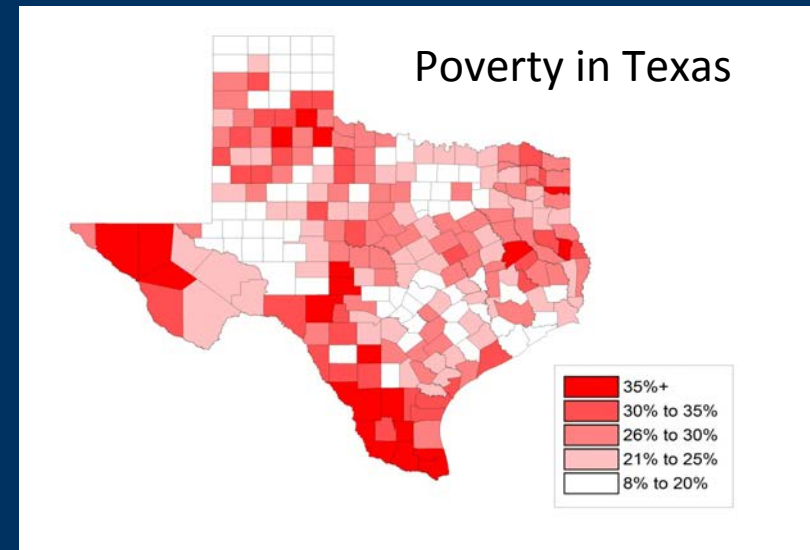 Poverty in Texas
35%+
30% to 35%
26% to 30%
21% to 25%
8% to 20%